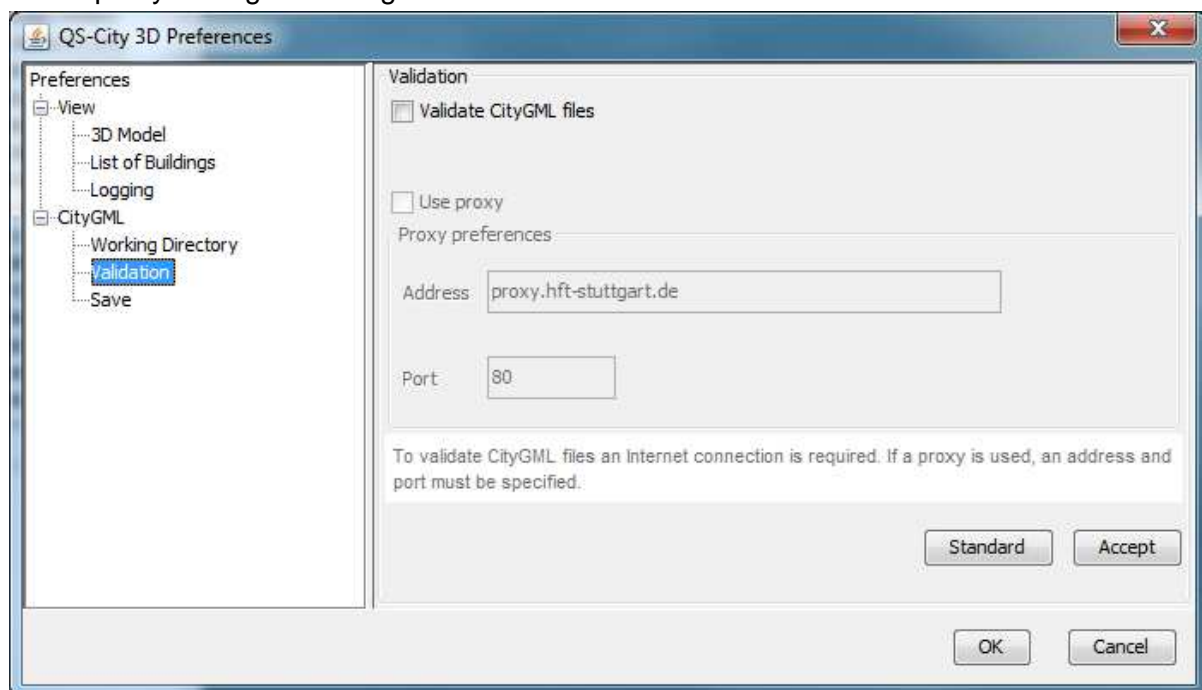 QS-City 3D Preferences
Preferences
View
3D Model
List of Buildings
Logging
CityGML
Working Directory
Validation
Save
Validation
Validate CityGML files
Use proxy
Proxy preferences
Address proxy.hft-stuttgart.de
Port 80
To validate CityGML files an Internet connection is required. If a proxy is used, an address and
port must be specified.
Standard Accept
OK Cancel